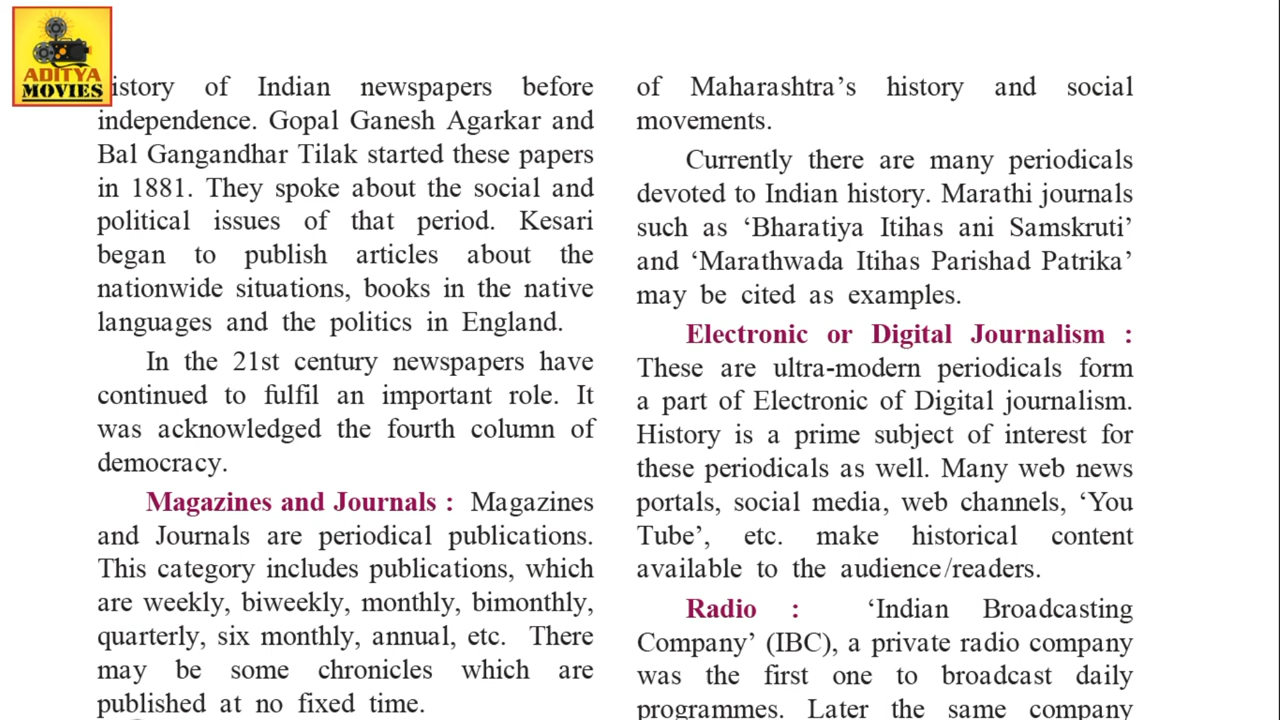 ADITYA
MOVIES
istory of Indian newspapers before
independence. Gopal Ganesh Agarkar and
Bal Gangandhar Tilak started these papers
in 1881. They spoke about the social and
political issues of that period. Kesari
began to publish articles about the
nationwide situations, books in the native
languages and the politics in England.
In the 21st century newspapers have
continued to fulfil an important role. It
was acknowledged the fourth column of
democracy.
Magazines and Journals : Magazines
and Journals are periodical publications.
This category includes publications, which
are weekly, biweekly, monthly, bimonthly,
quarterly, six monthly, annual, etc. There
may be some chronicles which are
published at no fixed time.
of Maharashtra’s history and social
movements.
Currently there are many periodicals
devoted to Indian history. Marathi journals
such as ‘Bharatiya Itihas ani Samskruti’
and ‘Marathwada Itihas Parishad Patrika’
may be cited as examples.
Electronic or Digital Journalism :
These are ultra-modern periodicals form
a part of Electronic of Digital journalism.
History is a prime subject of interest for
these periodicals as well. Many web news
portals, social media, web channels, ‘You
Tube’, etc. make historical content
available to the audience/readers.
Radio : ‘Indian Broadcasting
Company’ (IBC), a private radio company
was the first one to broadcast daily
programmes. Later the same company